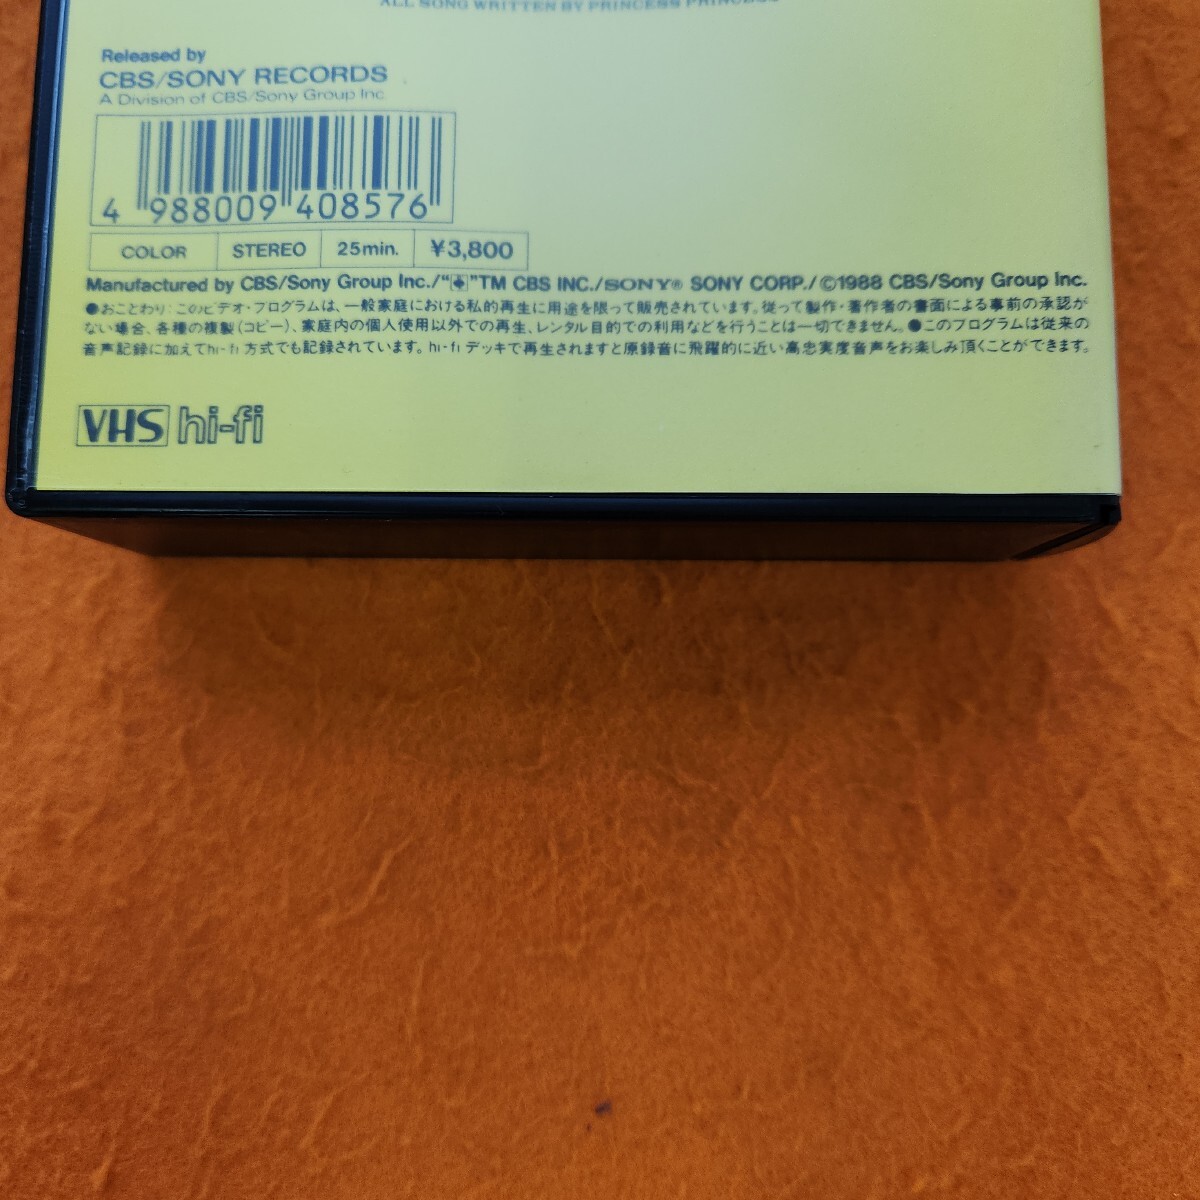 ALL SONG WRITTEN BY PRINCESS PRINCESS
Released by
CBS/SONY RECORDS
A Division of CBS/Sony Group Inc.
4 988009 408576
COLOR STEREO 25min. ¥3,800
Manufactured by CBS/Sony Group Inc./“ ”TM CBS INC./SONY® SONY CORP./©1988 CBS/Sony Group Inc.
●おことわり:このビデオ・プログラムは、一般家庭における私的再生に用途を限って販売されています。従って製作・著作者の書面による事前の承認が
ない場合、各種の複製(コピー)、家庭内の個人使用以外での再生、レンタル目的での利用などを行うことは一切できません。●このプログラムは従来の
音声記録に加えてhi-fi方式でも記録されています。hi-fiデッキで再生されますと原録音に飛躍的に近い高忠実度音声をお楽しみ頂くことができます。
VHS hi-fi